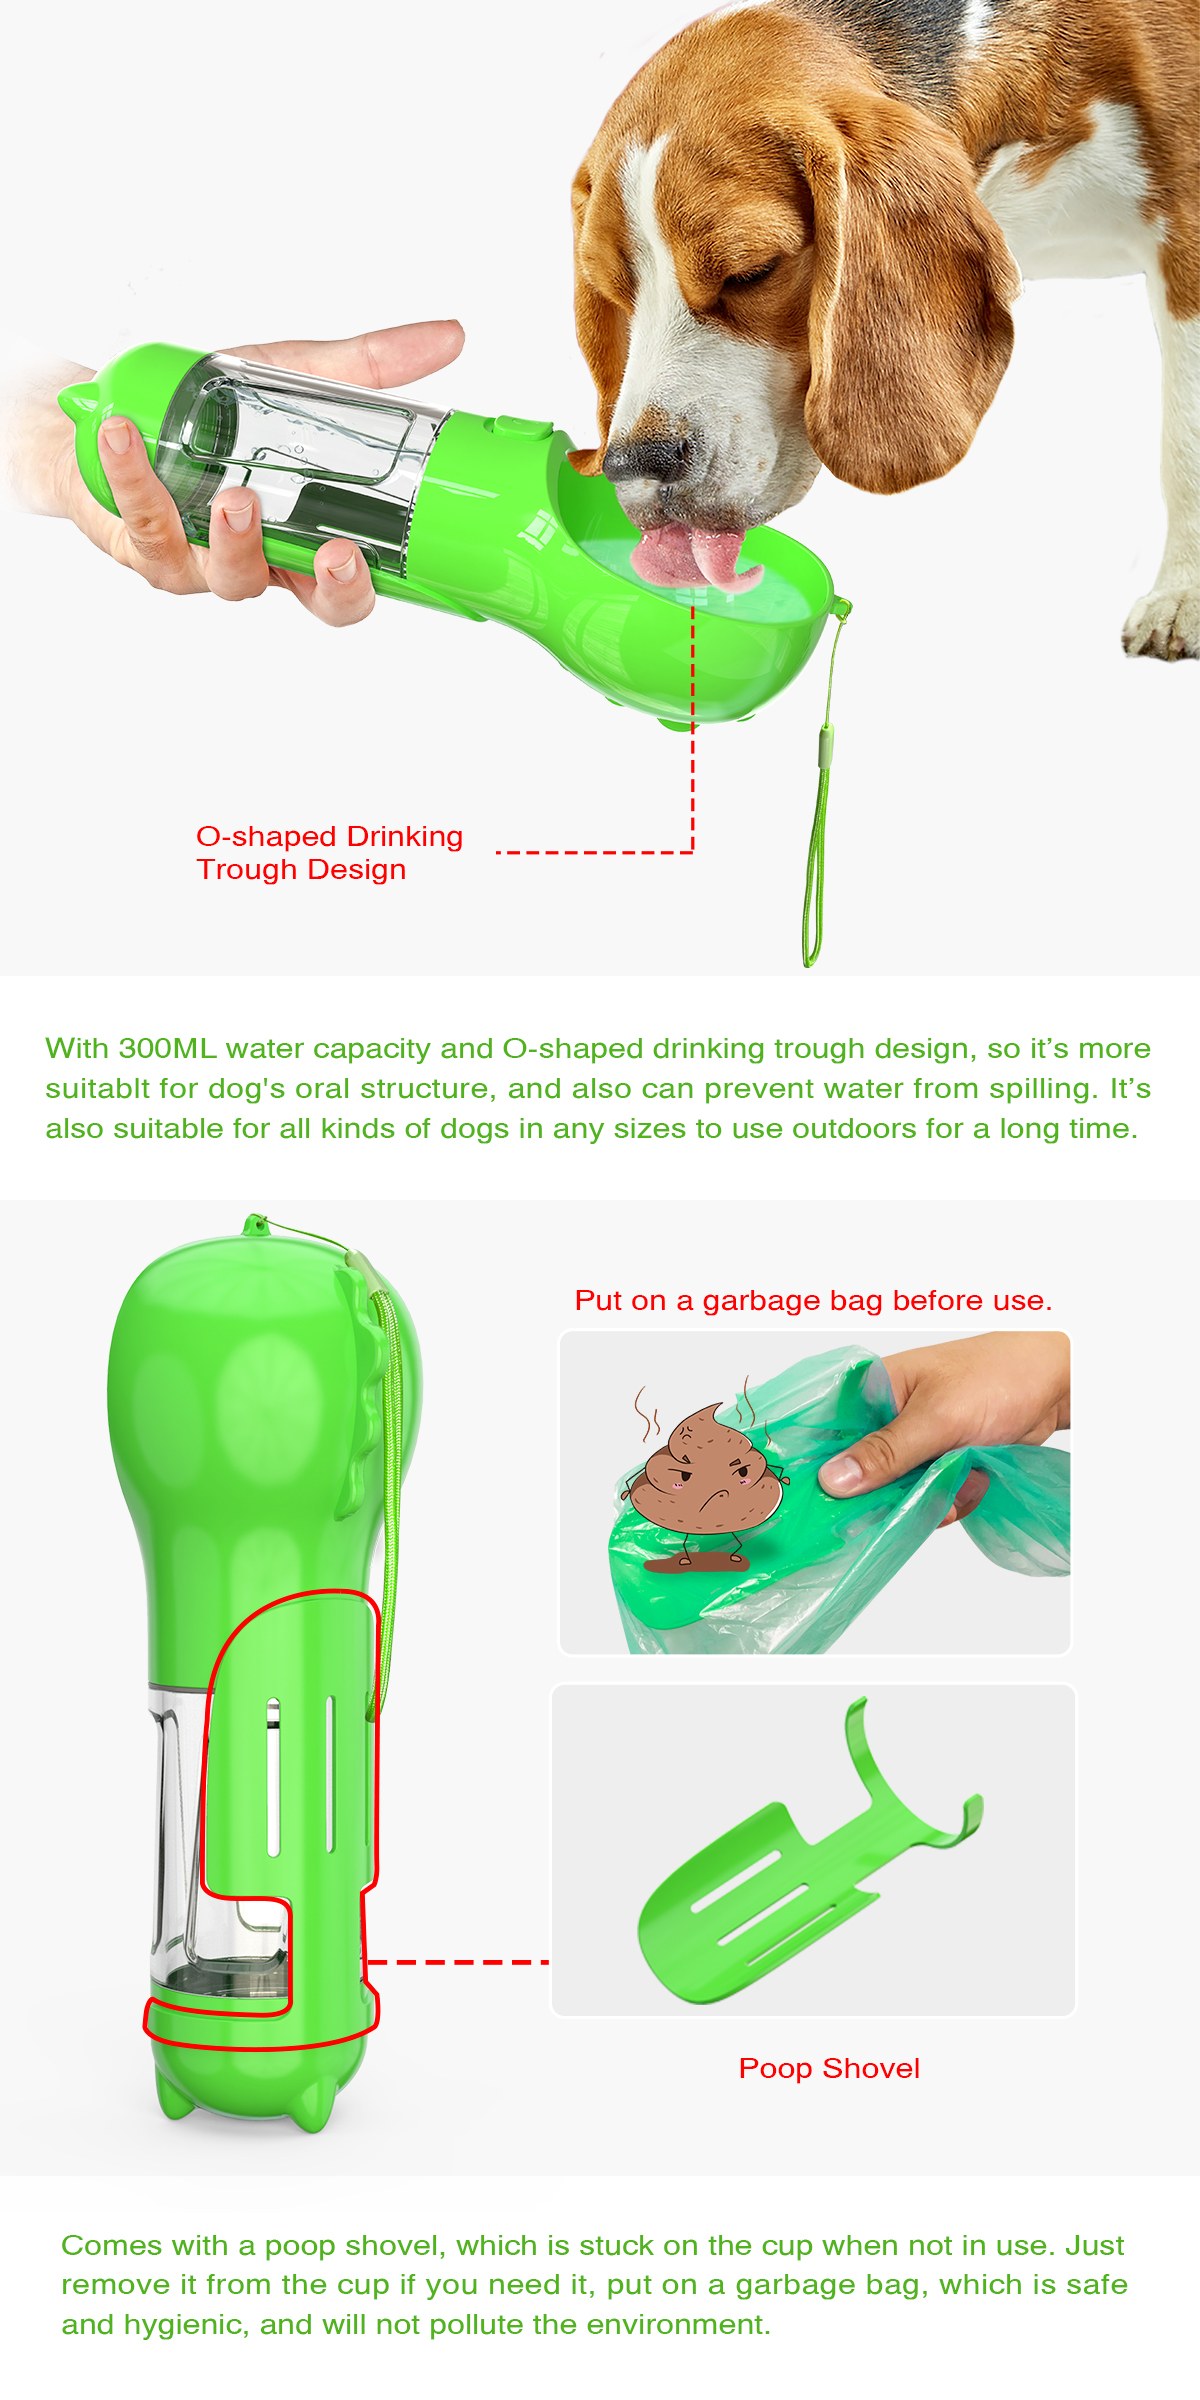 O-shaped Drinking
Trough Design
With 300ML water capacity and O-shaped drinking trough design, so it’s more
suitablt for dog's oral structure, and also can prevent water from spilling. It’s
also suitable for all kinds of dogs in any sizes to use outdoors for a long time.
Put on a garbage bag before use.
Poop Shovel
Comes with a poop shovel, which is stuck on the cup when not in use. Just
remove it from the cup if you need it, put on a garbage bag, which is safe
and hygienic, and will not pollute the environment.